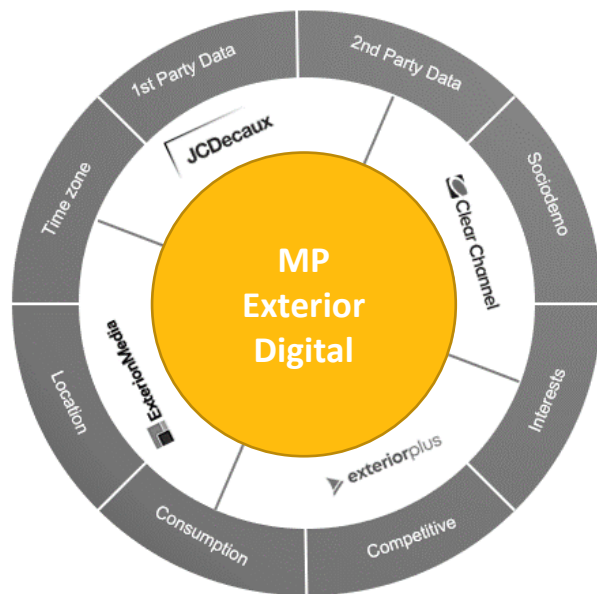 1st Party Data
2nd Party Data
Sociodemo
Interests
Competitive
Consumption
Location
Time zone
JCDecaux
Clear Channel
exteriorplus
ExterionMedia
MP
Exterior
Digital